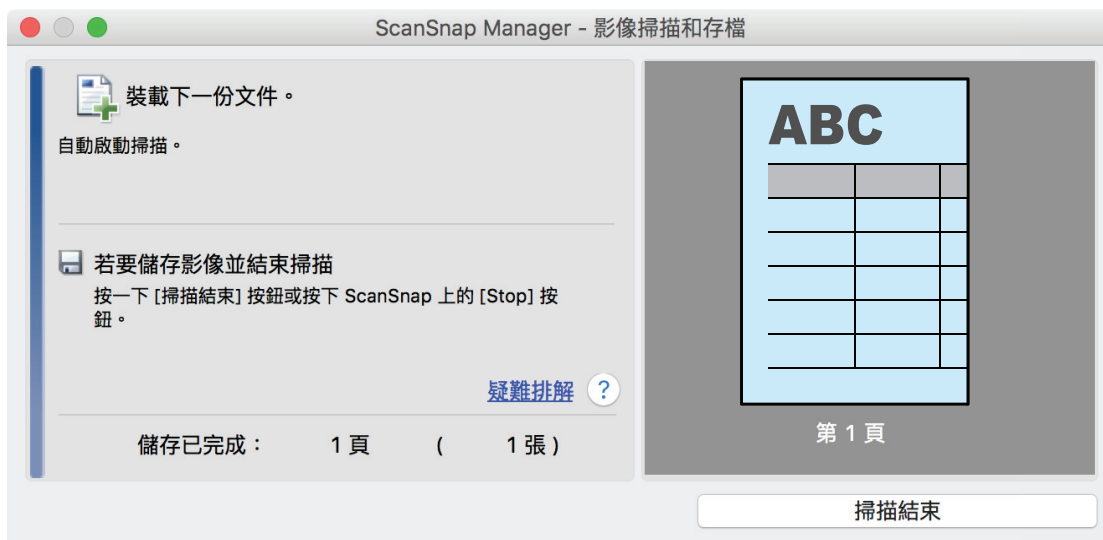 ScanSnap Manager - 影像掃描和存檔
裝載下一份文件。
自動啟動掃描。
若要儲存影像並結束掃描
按一下 [掃描結束] 按鈕或按下 ScanSnap 上的 [Stop] 按
鈕。
疑難排解 ?
儲存已完成： 1 頁 ( 1 張 )
ABC
第 1 頁
掃描結束